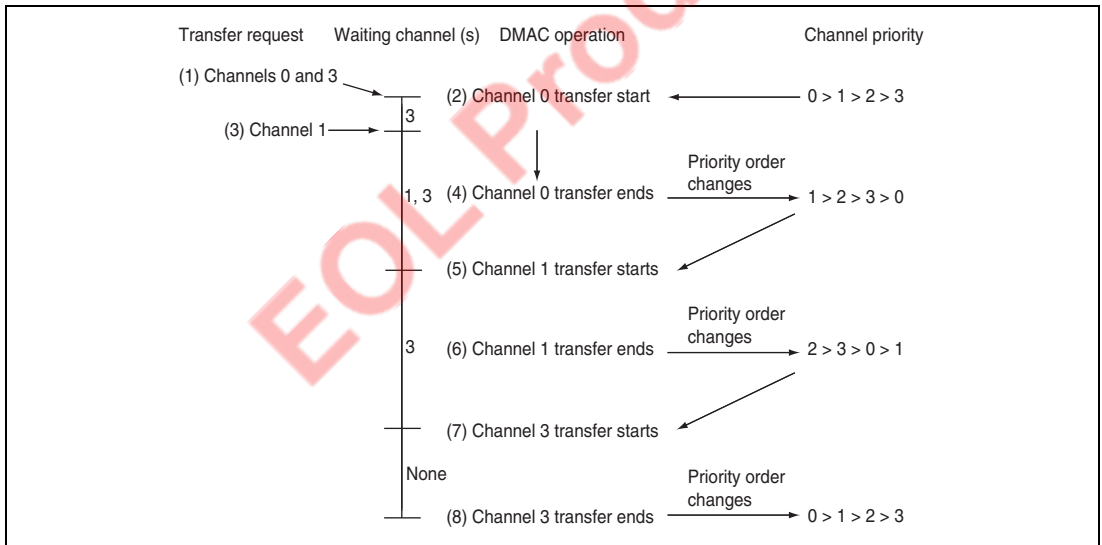 Transfer request Waiting channel (s) DMAC operation Channel priority
(1) Channels 0 and 3
(2) Channel 0 transfer start 0 > 1 > 2 > 3
3
(3) Channel 1
Priority order
changes
1, 3 (4) Channel 0 transfer ends 1 > 2 > 3 > 0
(5) Channel 1 transfer starts
Priority order
changes
3 (6) Channel 1 transfer ends 2 > 3 > 0 > 1
(7) Channel 3 transfer starts
None
Priority order
changes
(8) Channel 3 transfer ends 0 > 1 > 2 > 3
EOL Prod